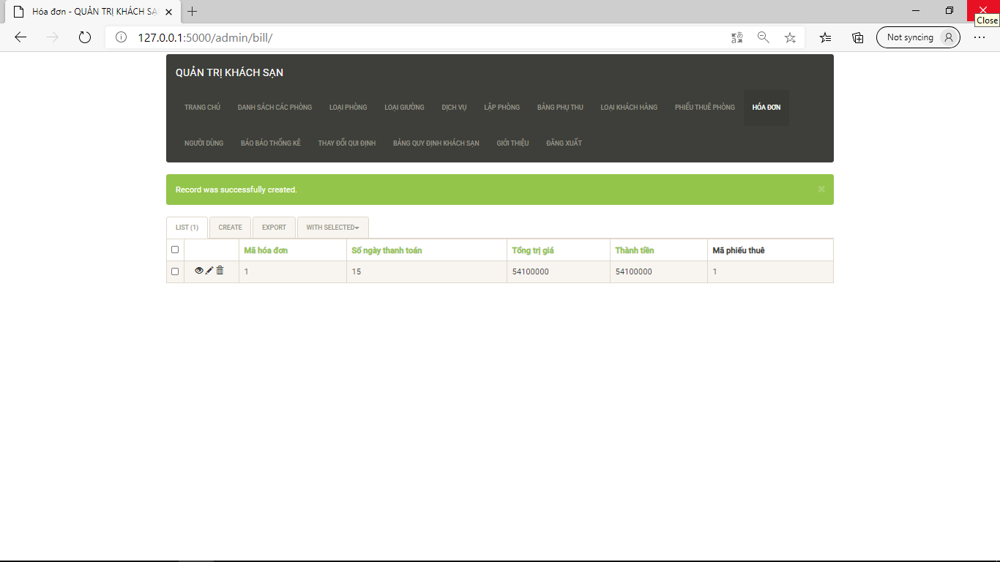 Hóa đơn - QUẢN TRỊ KHÁCH SẠ
Close
127.0.0.1:5000/admin/bill/
Not syncing
QUẢN TRỊ KHÁCH SẠN
TRANG CHỦ DANH SÁCH CÁC PHÒNG LOẠI PHÒNG LOẠI GIƯỜNG DỊCH VỤ LẬP PHÒNG BẢNG PHỤ THU LOẠI KHÁCH HÀNG PHIẾU THUÊ PHÒNG HÓA ĐƠN
NGƯỜI DÙNG BÁO BÁO THỐNG KÊ THAY ĐỔI QUI ĐỊNH BẢNG QUY ĐỊNH KHÁCH SẠN GIỚI THIỆU ĐĂNG XUẤT
Record was successfully created.
LIST (1) CREATE EXPORT WITH SELECTED
Mã hóa đơn Số ngày thanh toán Tổng trị giá Thành tiền Mã phiếu thuê
1 15 54100000 54100000 1